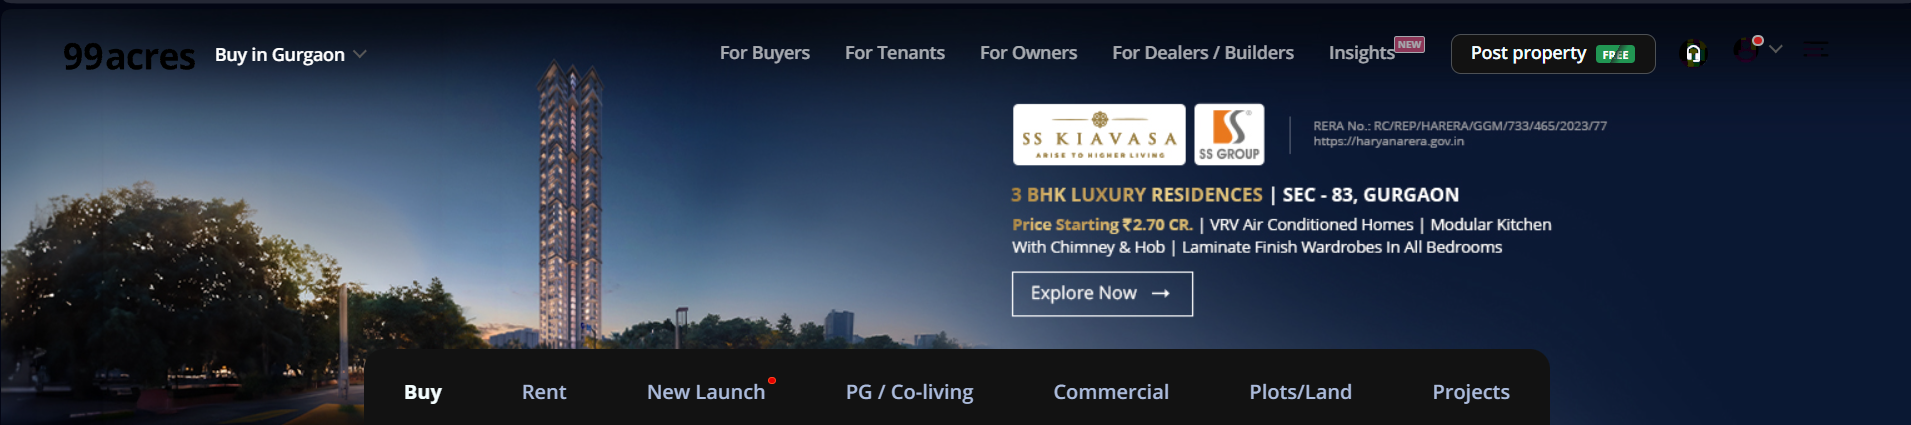 99acres
Buy in Gurgaon
For Buyers
For Tenants
For Owners
For Dealers / Builders
Insights
NEW
Post property FREE
SS KIAVASA
ARISE TO HIGHER LIVING
SS GROUP
RERA No.: RC/REP/HARERA/GGM/733/465/2023/77
https://haryanarera.gov.in
3 BHK LUXURY RESIDENCES | SEC - 83, GURGAON
Price Starting ₹2.70 CR. | VRV Air Conditioned Homes | Modular Kitchen
With Chimney & Hob | Laminate Finish Wardrobes In All Bedrooms
Explore Now →
Buy
Rent
New Launch
PG / Co-living
Commercial
Plots/Land
Projects